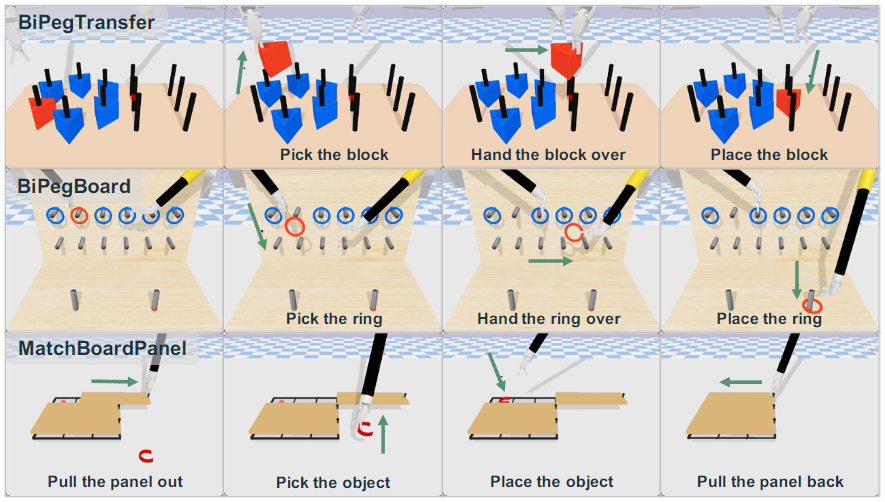 BiPegTransfer
Pick the block
Hand the block over
Place the block
BiPegBoard
Pick the ring
Hand the ring over
Place the ring
MatchBoardPanel
Pull the panel out
Pick the object
Place the object
Pull the panel back